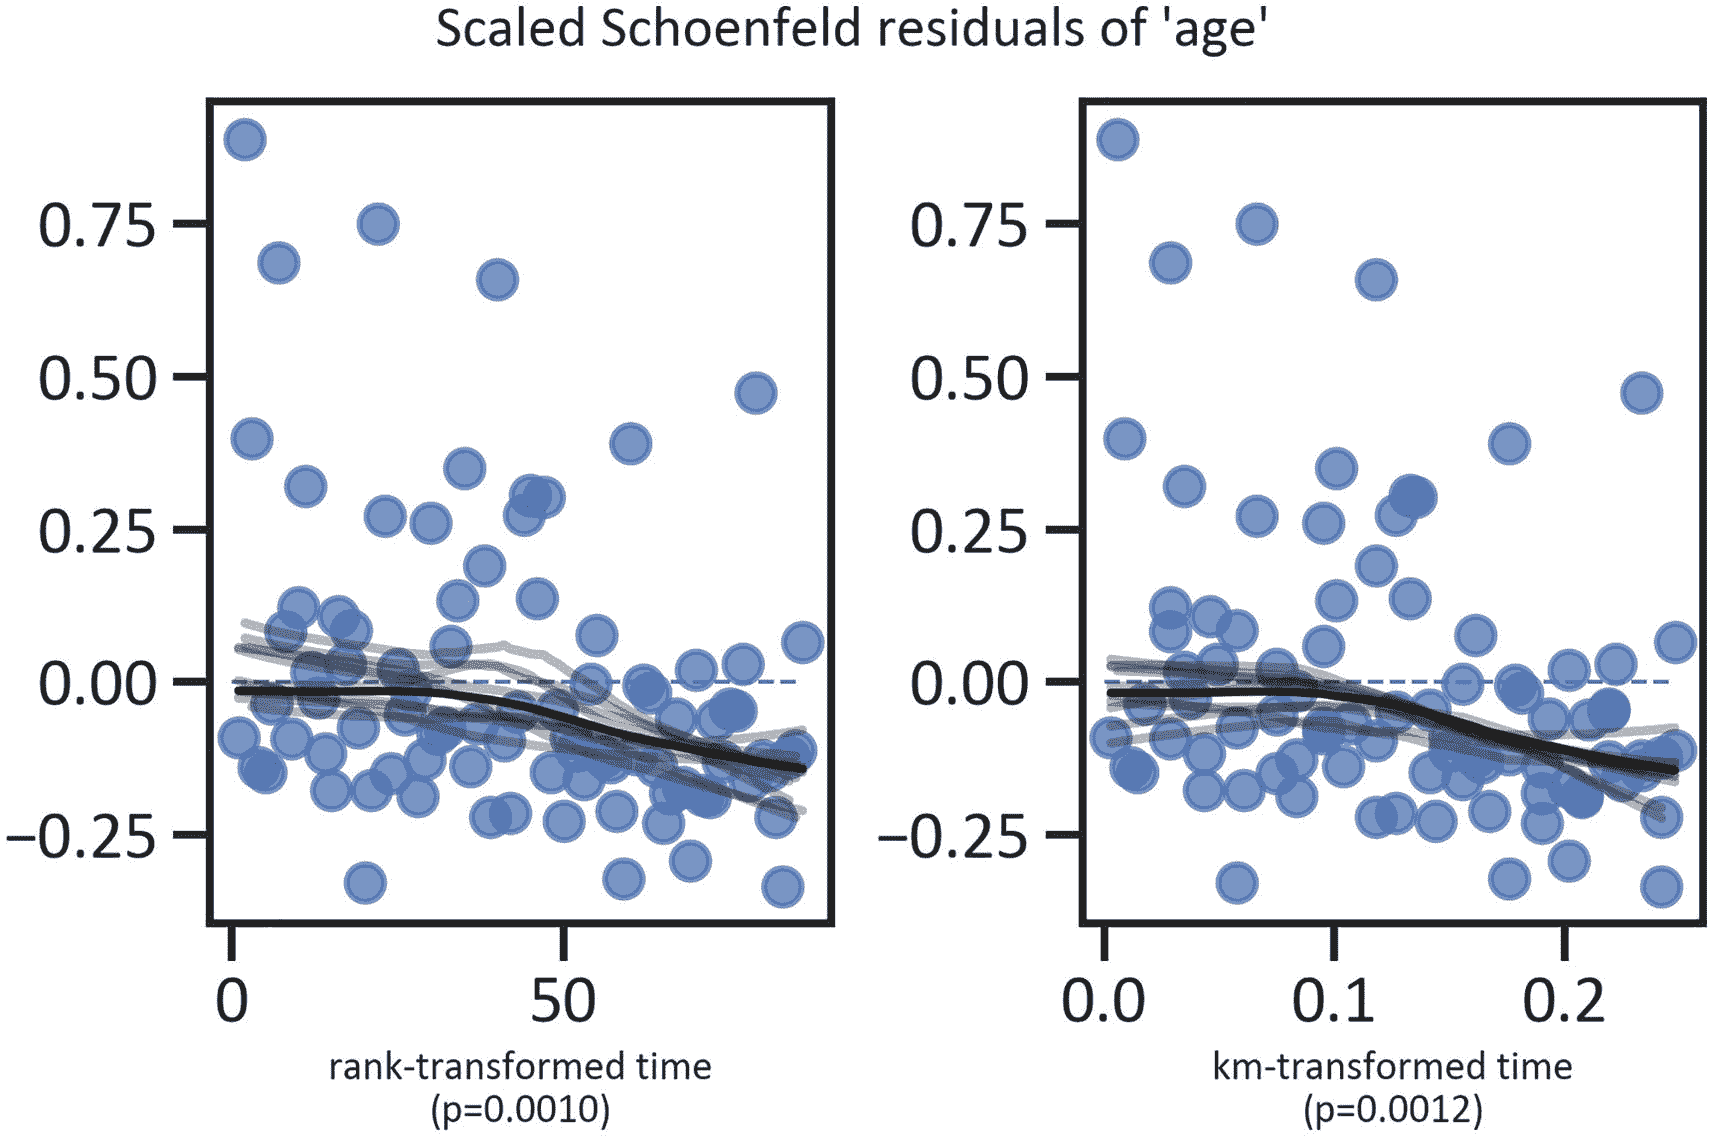 Scaled Schoenfeld residuals of 'age'
0.75
0.50
0.25
0.00
−0.25
0 50
rank-transformed time
(p=0.0010)
0.75
0.50
0.25
0.00
−0.25
0.0 0.1 0.2
km-transformed time
(p=0.0012)